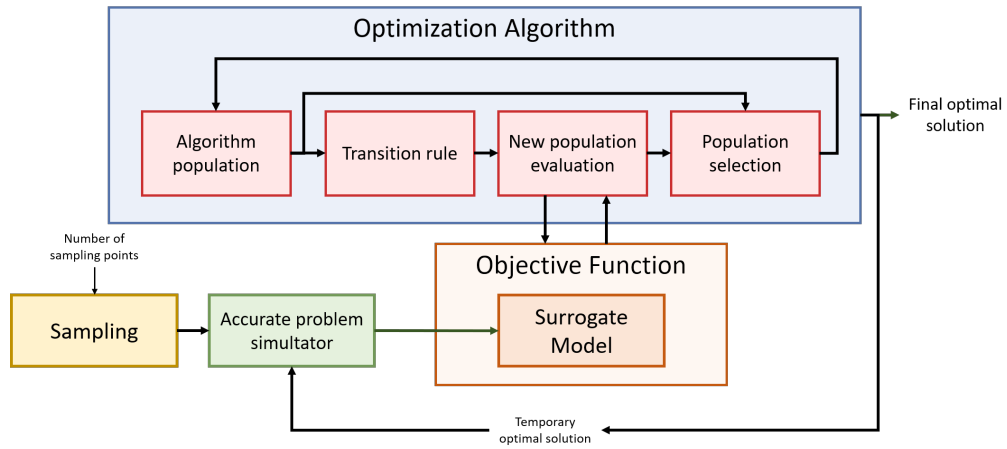 Optimization Algorithm
Algorithm
population
Transition rule
New population
evaluation
Population
selection
Final optimal
solution
Number of
sampling points
Objective Function
Sampling
Accurate problem
simultator
Surrogate
Model
Temporary
optimal solution